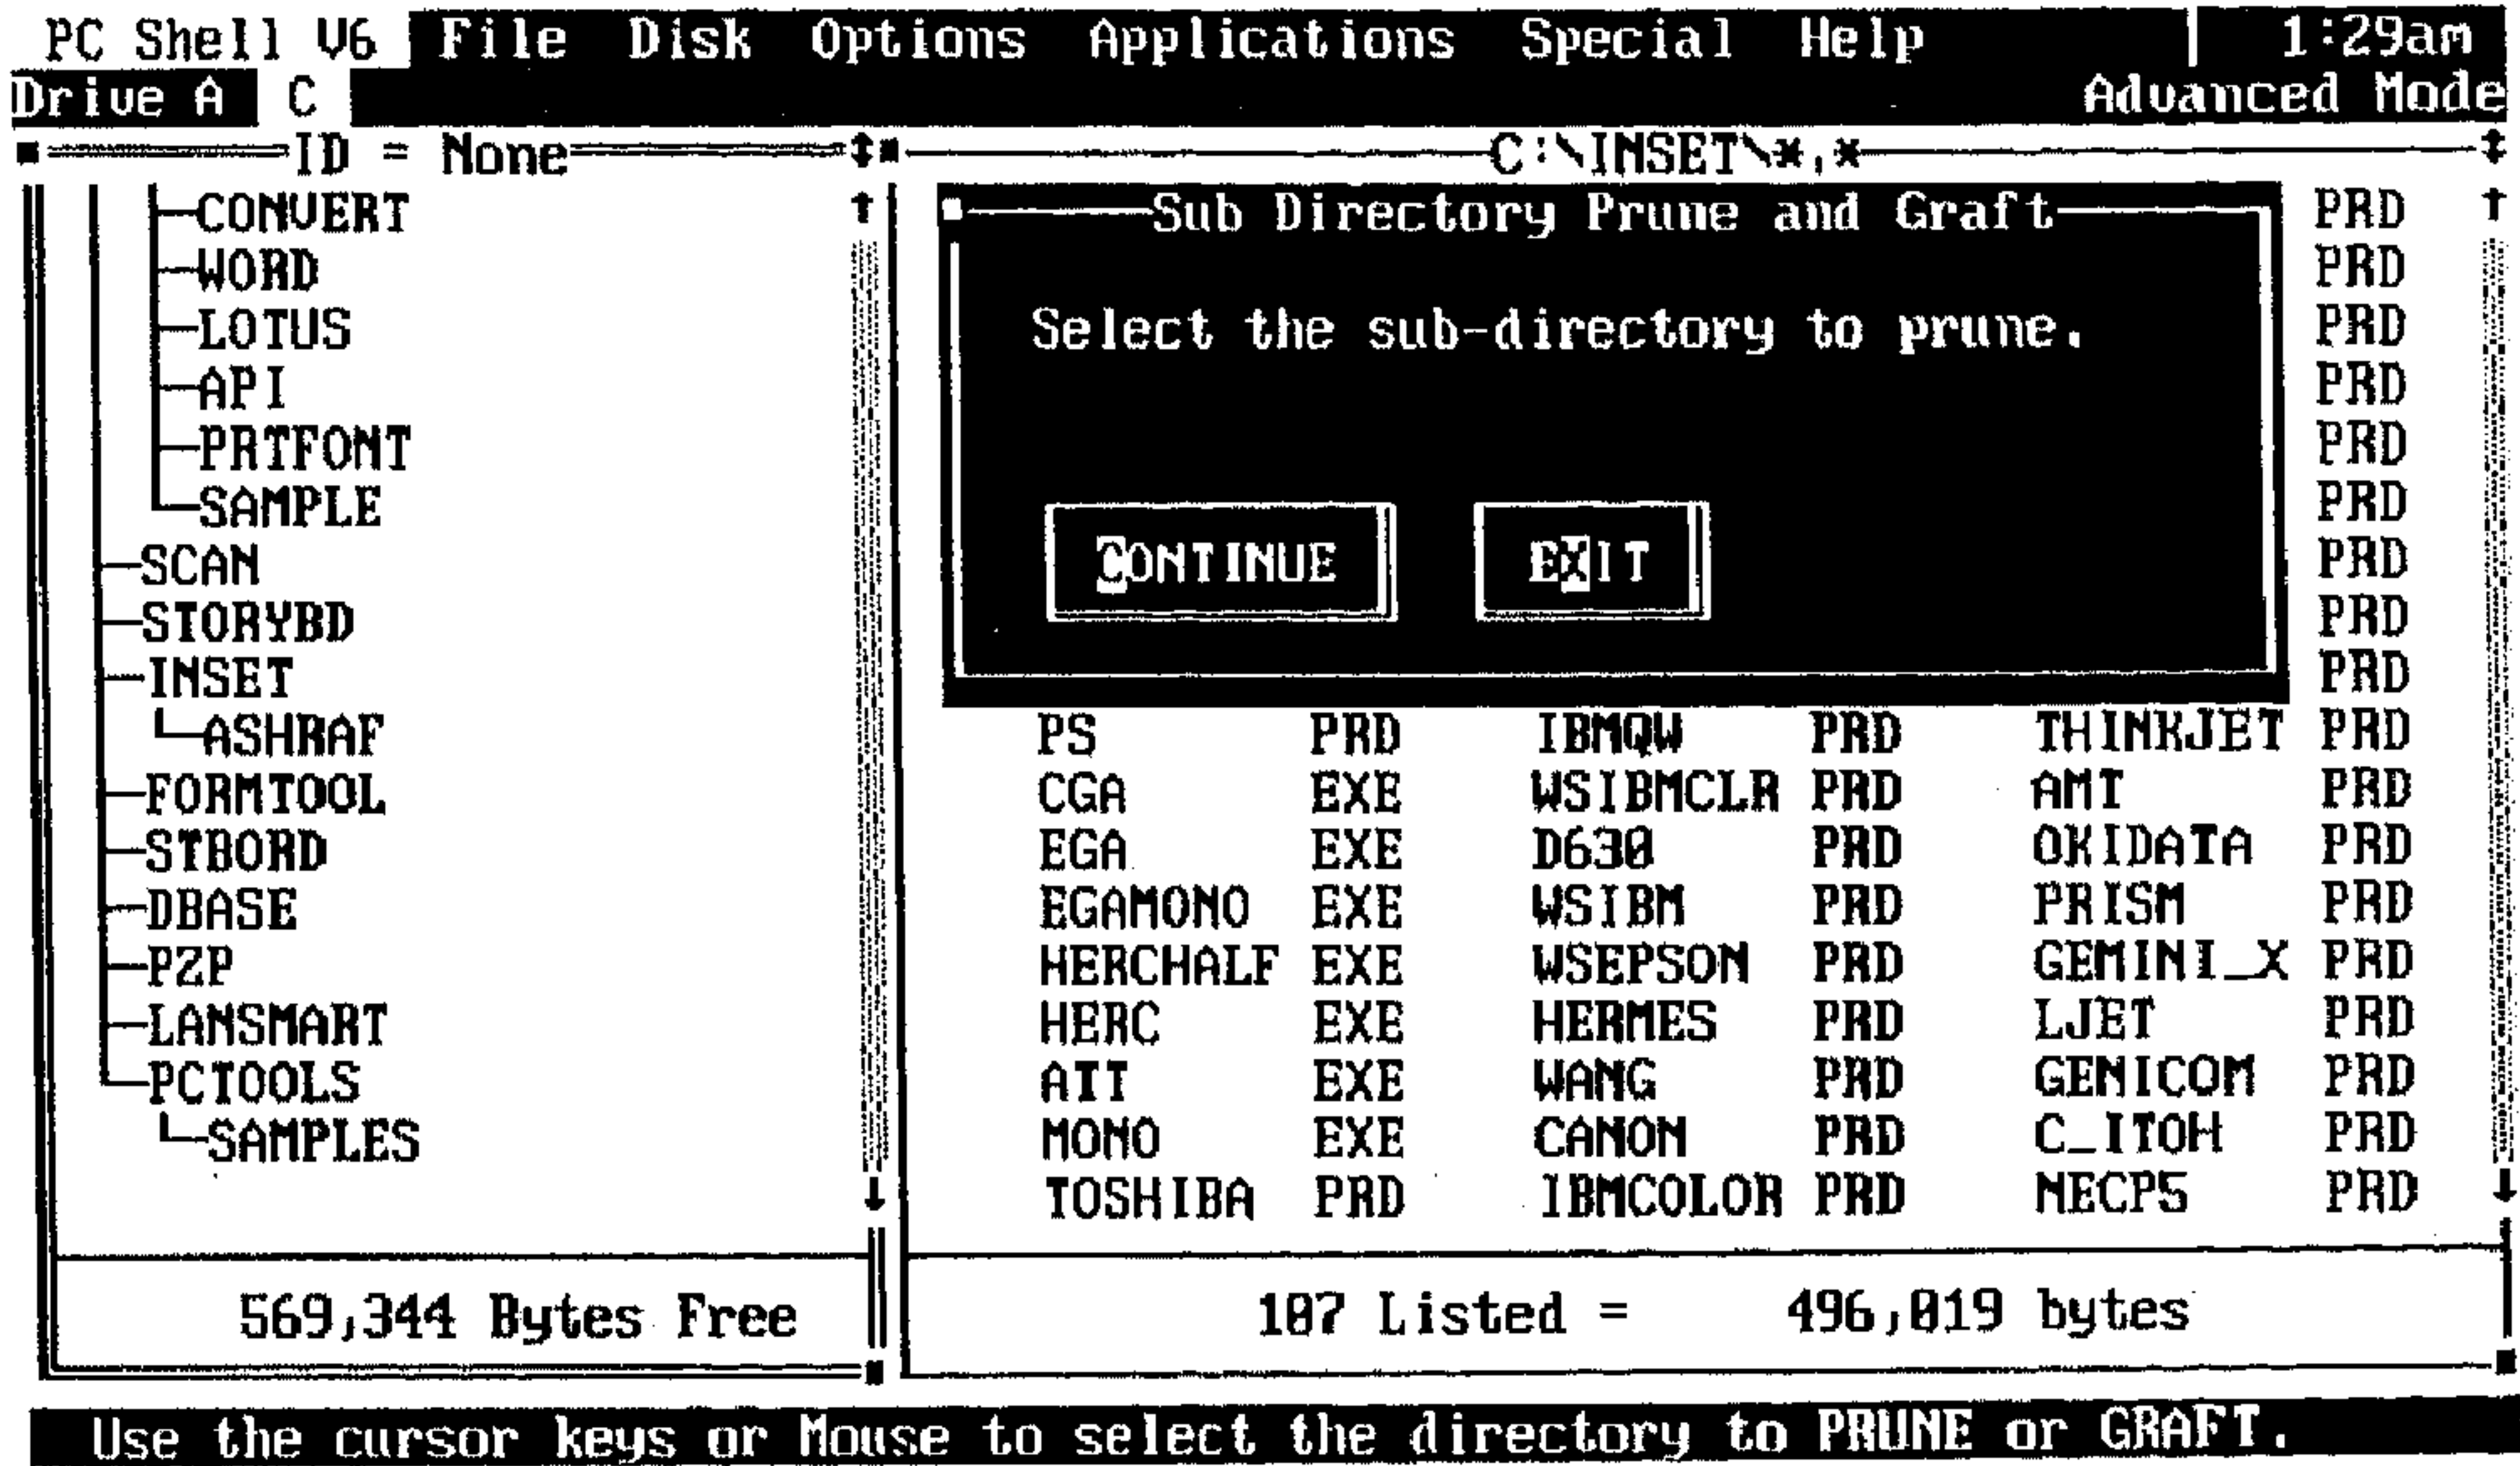 PC Shell V6 File Disk Options Applications Special Help 1:29am
Drive A C Advanced Mode
ID = None
CONVERT
WORD
LOTUS
API
PRTFONT
SAMPLE
SCAN
STORYBD
INSET
ASHRAF
FORMTOOL
STBORD
DBASE
PZP
LANSMART
PCTOOLS
SAMPLES
569,344 Bytes Free
C:\INSET\*.*
Sub Directory Prune and Graft
Select the sub-directory to prune.
CONTINUE EXIT
PRD
PRD
PRD
PRD
PRD
PRD
PRD
PRD
PRD
PS PRD IBMQW PRD THINKJET PRD
CGA EXE WSIBMCLR PRD AMT PRD
EGA EXE D630 PRD OKIDATA PRD
EGAMONO EXE WSIBM PRD PRISM PRD
HERCHALF EXE WSEPSON PRD GEMINI_X PRD
HERC EXE HERMES PRD LJET PRD
ATT EXE WANG PRD GENICOM PRD
MONO EXE CANON PRD C_ITOH PRD
TOSHIBA PRD IBMCOLOR PRD NECP5 PRD
107 Listed = 496,019 bytes
Use the cursor keys or Mouse to select the directory to PRUNE or GRAFT.